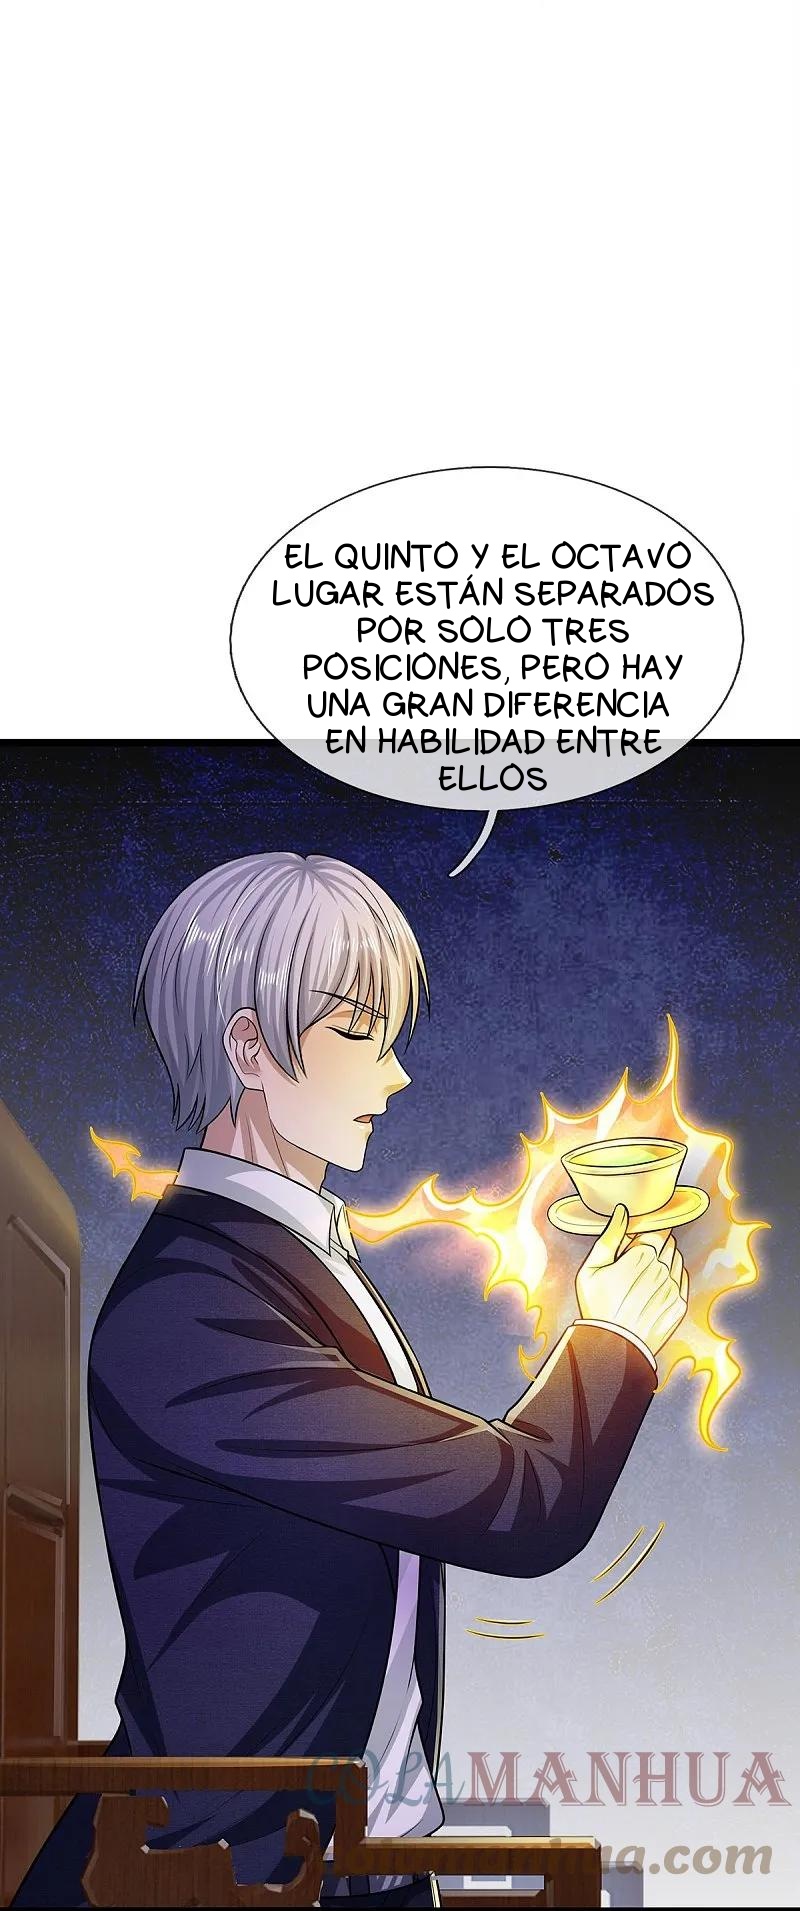 EL QUINTO Y EL OCTAVO
LUGAR ESTÁN SEPARADOS
POR SOLO TRES
POSICIONES, PERO HAY
UNA GRAN DIFERENCIA
EN HABILIDAD ENTRE
ELLOS
COLAMANHUA